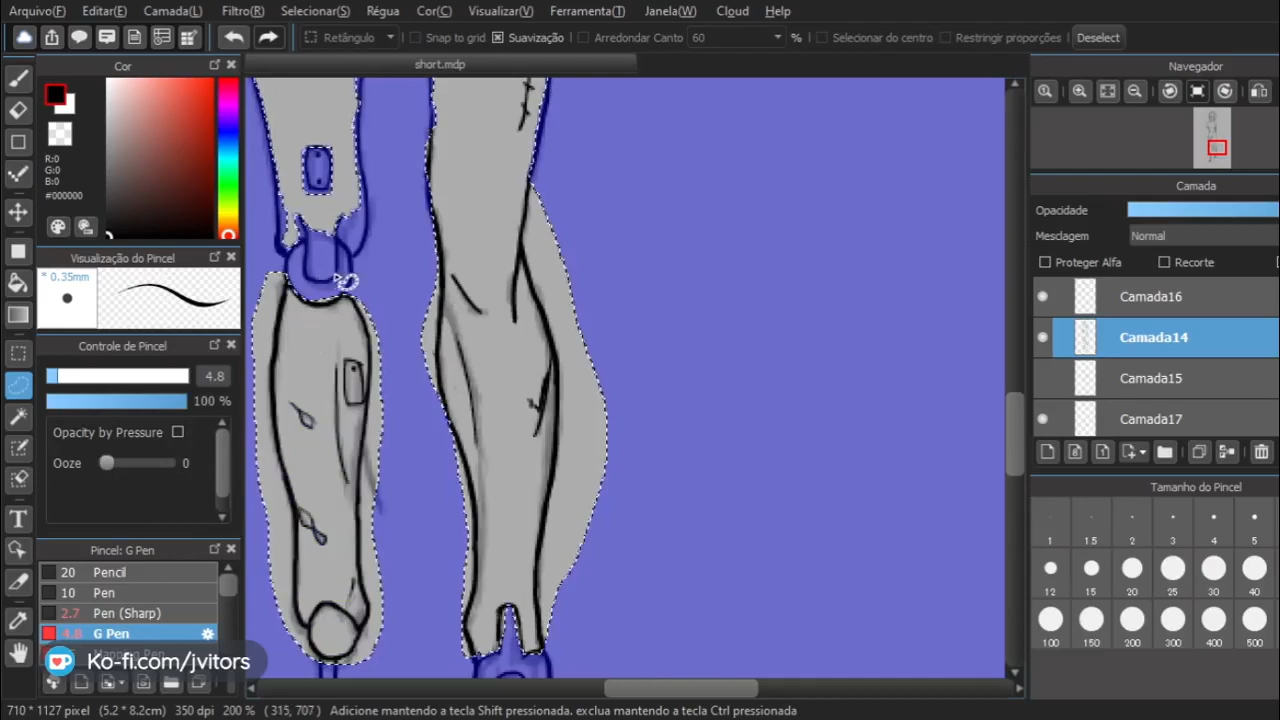 Arquivo(F) Editar(E) Camada(L) Filtro(R) Selecionar(S) Régua Cor(C) Visualizar(V) Ferramenta(T) Janela(W) Cloud Help
Retângulo Snap to grid Suavização Arredondar Canto 60 % Selecionar do centro Restringir proporções Deselect
Cor
short.mdp
Navegador
R:0
G:0
B:0
#000000
Camada
Opacidade
Mesclagem Normal
Proteger Alfa Recorte
Visualização do Pincel
* 0.35mm
Camada16
Camada14
Camada15
Camada17
Controle de Pincel
4.8
100 %
Opacity by Pressure
Ooze 0
Tamanho do Pincel
1 1.5 2 3 4 5
12 15 20 25 30 40
100 150 200 300 400 500
Pincel: G Pen
20 Pencil
10 Pen
2.7 Pen (Sharp)
4.8 G Pen
Ko-fi.com/jvitors
710 * 1127 pixel (5.2 * 8.2cm) 350 dpi 200 % ( 315, 707 ) Adicione mantendo a tecla Shift pressionada. exclua mantendo a tecla Ctrl pressionada